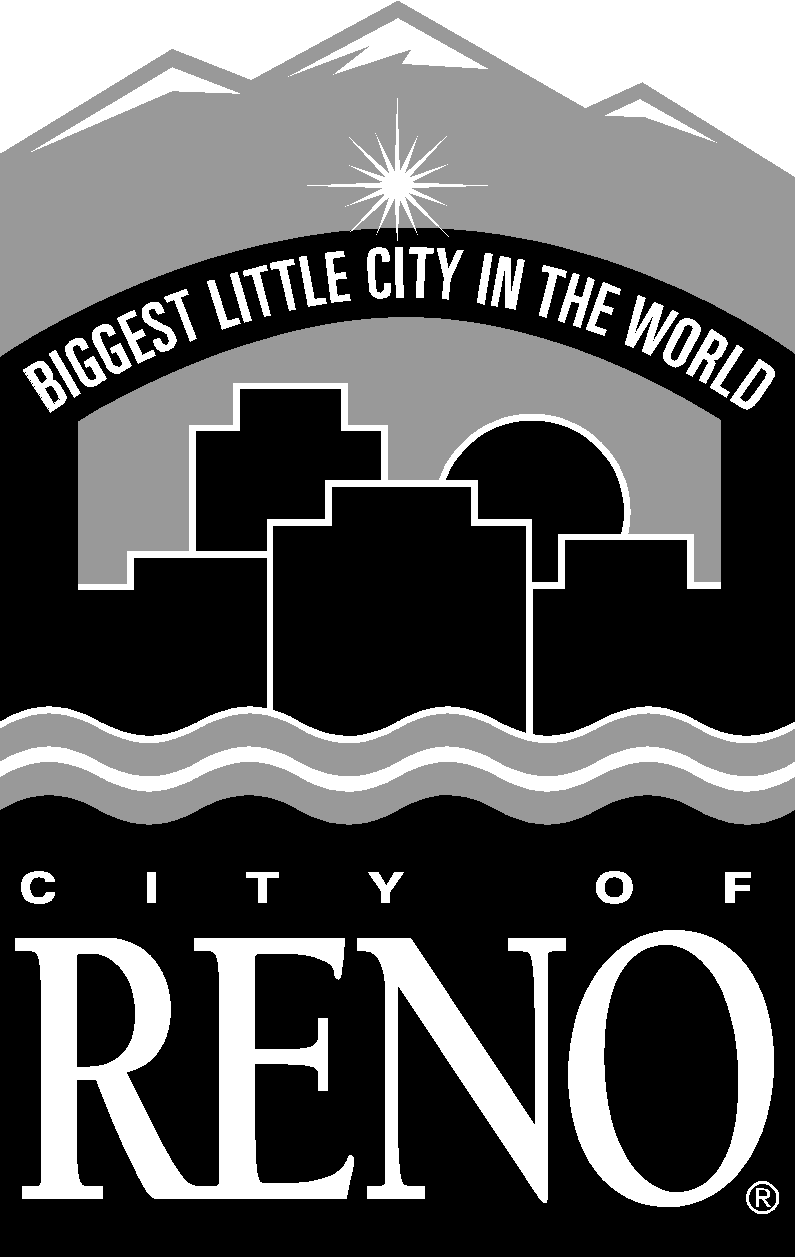 BIGGEST LITTLE CITY IN THE WORLD
CITY OF
RENO®